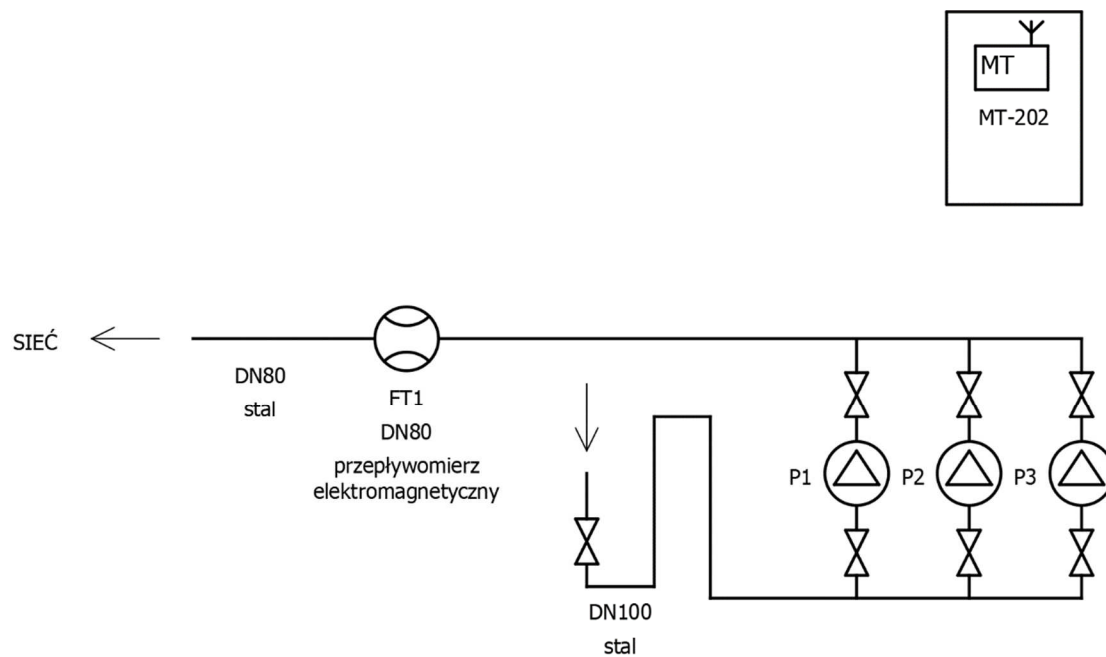 MT
MT-202
SIEĆ
DN80
stal
FT1
DN80
przepływomierz
elektromagnetyczny
P1
P2
P3
DN100
stal